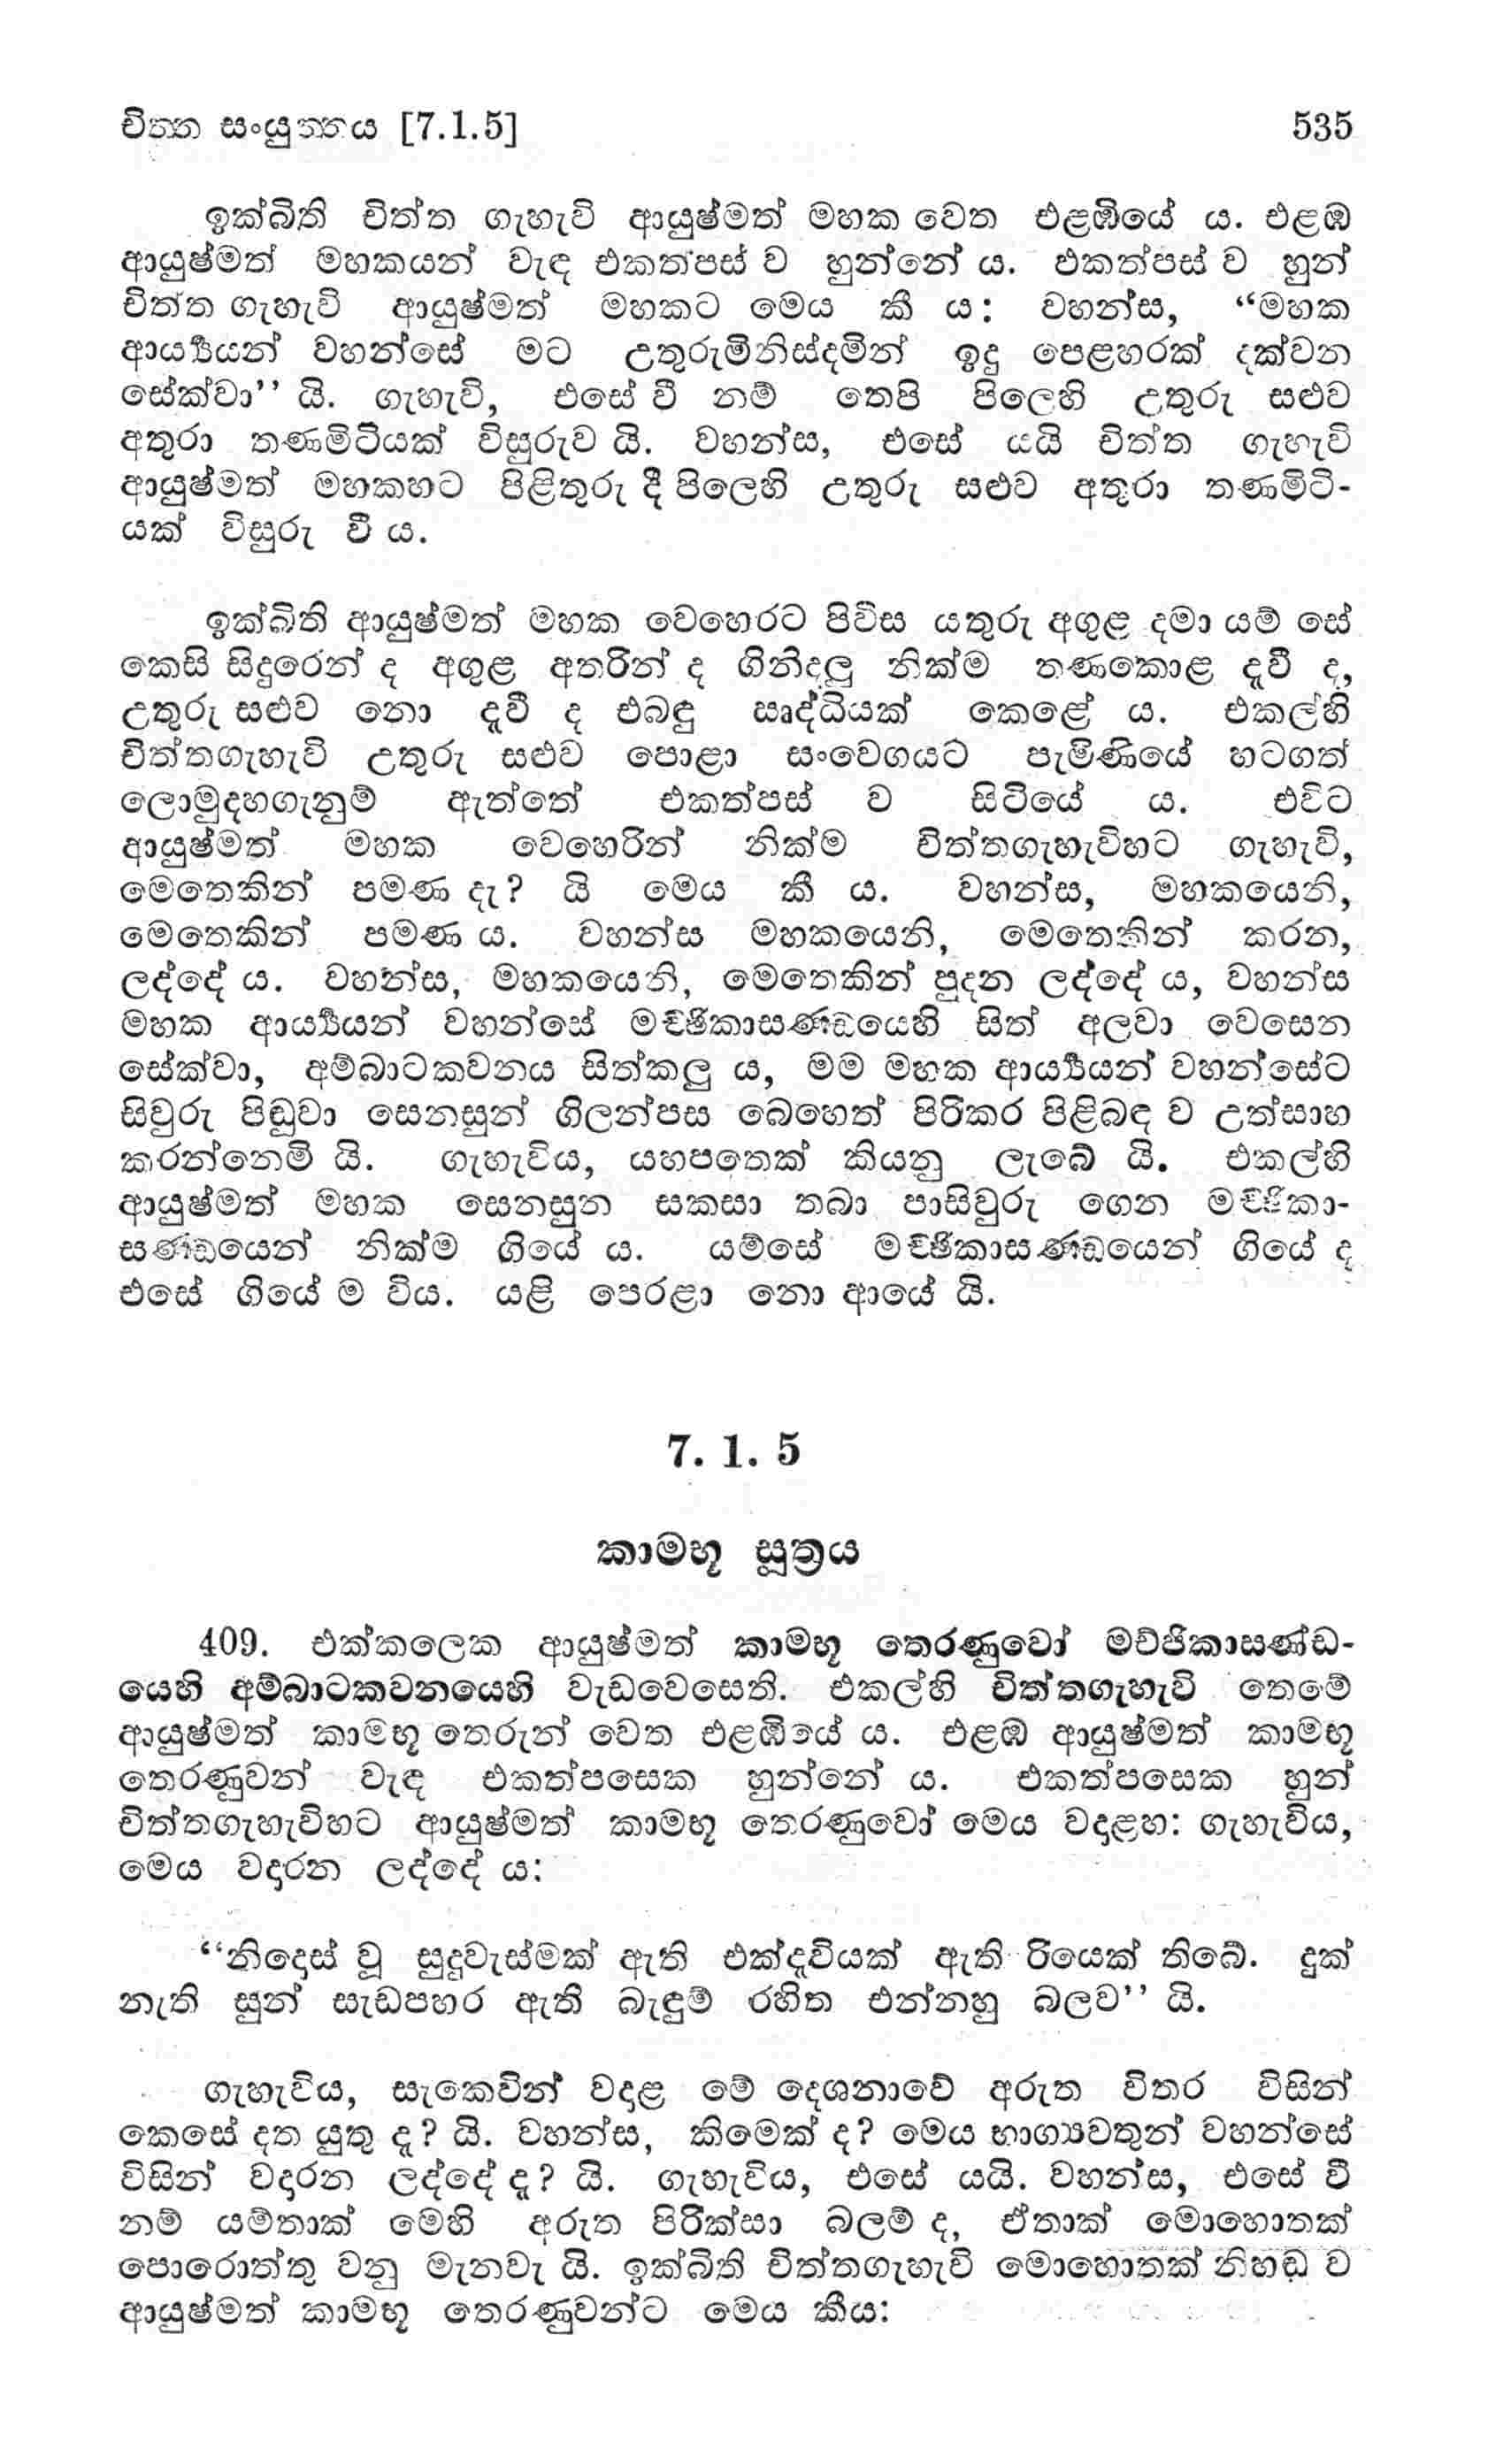 චිත්ත සංයුත්තය [7.1.5] 535
ඉක්බිති චිත්ත ගැහැවි ආයුෂ්මත් මහක වෙත එළඹියේ ය. එළඹ
ආයුෂ්මත් මහකයන් වැඳ එකත්පස් ව හුන්නේ ය. එකත්පස් ව හුන්
චිත්ත ගැහැවි ආයුෂ්මත් මහකට මෙය කී ය: වහන්ස, “මහක
ආර්‍ය්‍යයන් වහන්සේ මට උතුරුමිනිස්දමින් ඉදු පෙළහරක් දක්වන
සේක්වා’’ යි. ගැහැවි, එසේ වී නම් තෙපි පිලෙහි උතුරු සළුව
අතුරා තණමිටියක් විසුරුව යි. වහන්ස, එසේ යයි චිත්ත ගැහැවි
ආයුෂ්මත් මහකහට පිළිතුරු දී පිලෙහි උතුරු සළුව අතුරා තණමිටි-
යක් විසුරු වී ය.
ඉක්බිති ආයුෂ්මත් මහක වෙහෙරට පිවිස යතුරු අගුළ දමා යම් සේ
කෙසි සිදුරෙන් ද අගුළ අතරින් ද ගිනිදලු නික්ම තණකොළ දැවී ද,
උතුරු සළුව නො දැවී ද එබඳු සෘද්ධියක් කෙළේ ය. එකල්හි
චිත්තගැහැවි උතුරු සළුව පොළා සංවෙගයට පැමිණියේ හටගත්
ලොමුදහගැනුම් ඇත්තේ එකත්පස් ව සිටියේ ය. එවිට
ආයුෂ්මත් මහක වෙහෙරින් නික්ම චිත්තගැහැවිහට ගැහැවි,
මෙතෙකින් පමණ දැ? යි මෙය කී ය. වහන්ස, මහකයෙනි,
මෙතෙකින් පමණ ය. වහන්ස මහකයෙනි, මෙතෙකින් කරන,
ලද්දේ ය. වහන්ස, මහකයෙනි, මෙතෙකින් පුදන ලද්දේ ය, වහන්ස
මහක ආර්‍ය්‍යයන් වහන්සේ මච්ඡිකාසණ්ඩයෙහි සිත් අලවා වෙසෙන
සේක්වා, අම්බාටකවනය සිත්කලු ය, මම මහක ආර්‍ය්‍යයන් වහන්සේට
සිවුරු පිඬුවා සෙනසුන් ගිලන්පස බෙහෙත් පිරිකර පිළිබඳ ව උත්සාහ
කරන්නෙමි යි. ගැහැවිය, යහපතෙක් කියනු ලැබේ යි. එකල්හි
ආයුෂ්මත් මහක සෙනසුන සකසා තබා පාසිවුරු ගෙන මච්ඡිකා-
සණ්ඩයෙන් නික්ම ගියේ ය. යම්සේ මච්ඡිකාසණ්ඩයෙන් ගියේ ද
එසේ ගියේ ම විය. යළි පෙරළා නො ආයේ යි.
7. 1. 5
කාමභූ සූත්‍රය
409. එක්කලෙක ආයුෂ්මත් කාමභූ තෙරණුවෝ මච්ඡිකාසණ්ඩ-
යෙහි අම්බාටකවනයෙහි වැඩවෙසෙති. එකල්හි චිත්තගැහැවි තෙමේ
ආයුෂ්මත් කාමභූ තෙරුන් වෙත එළඹියේ ය. එළඹ ආයුෂ්මත් කාමභූ
තෙරණුවන් වැඳ එකත්පසෙක හුන්නේ ය. එකත්පසෙක හුන්
චිත්තගැහැවිහට ආයුෂ්මත් කාමභූ තෙරණුවෝ මෙය වදාළහ: ගැහැවිය,
මෙය වදාරන ලද්දේ ය:
‘‘නිදොස් වූ සුදුවැස්මක් ඇති එක්දැවියක් ඇති රියෙක් තිබේ. දුක්
නැති සුන් සැඩපහර ඇති බැඳුම් රහිත එන්නහු බලව’’ යි.
ගැහැවිය, සැකෙවින් වදාළ මේ දෙශනාවේ අරුත විතර විසින්
කෙසේ දත යුතු දැ? යි. වහන්ස, කිමෙක් ද? මෙය භාග්‍යවතුන් වහන්සේ
විසින් වදාරන ලද්දේ දැ? යි. ගැහැවිය, එසේ යයි. වහන්ස, එසේ වී
නම් යම්තාක් මෙහි අරුත පිරික්සා බලම් ද, ඒතාක් මොහොතක්
පොරොත්තු වනු මැනවැ යි. ඉක්බිති චිත්තගැහැවි මොහොතක් නිහඬ ව
ආයුෂ්මත් කාමභූ තෙරණුවන්ට මෙය කීය: